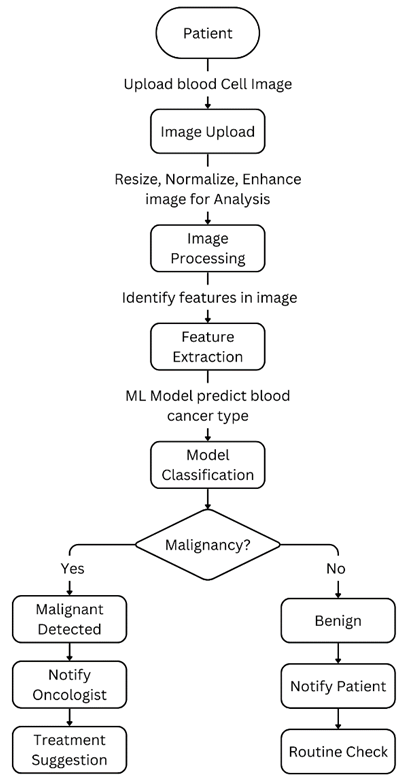 Patient
Upload blood Cell Image
Image Upload
Resize, Normalize, Enhance
image for Analysis
Image
Processing
Identify features in image
Feature
Extraction
ML Model predict blood
cancer type
Model
Classification
Malignancy?
Yes
No
Malignant
Detected
Benign
Notify
Oncologist
Notify Patient
Treatment
Suggestion
Routine Check